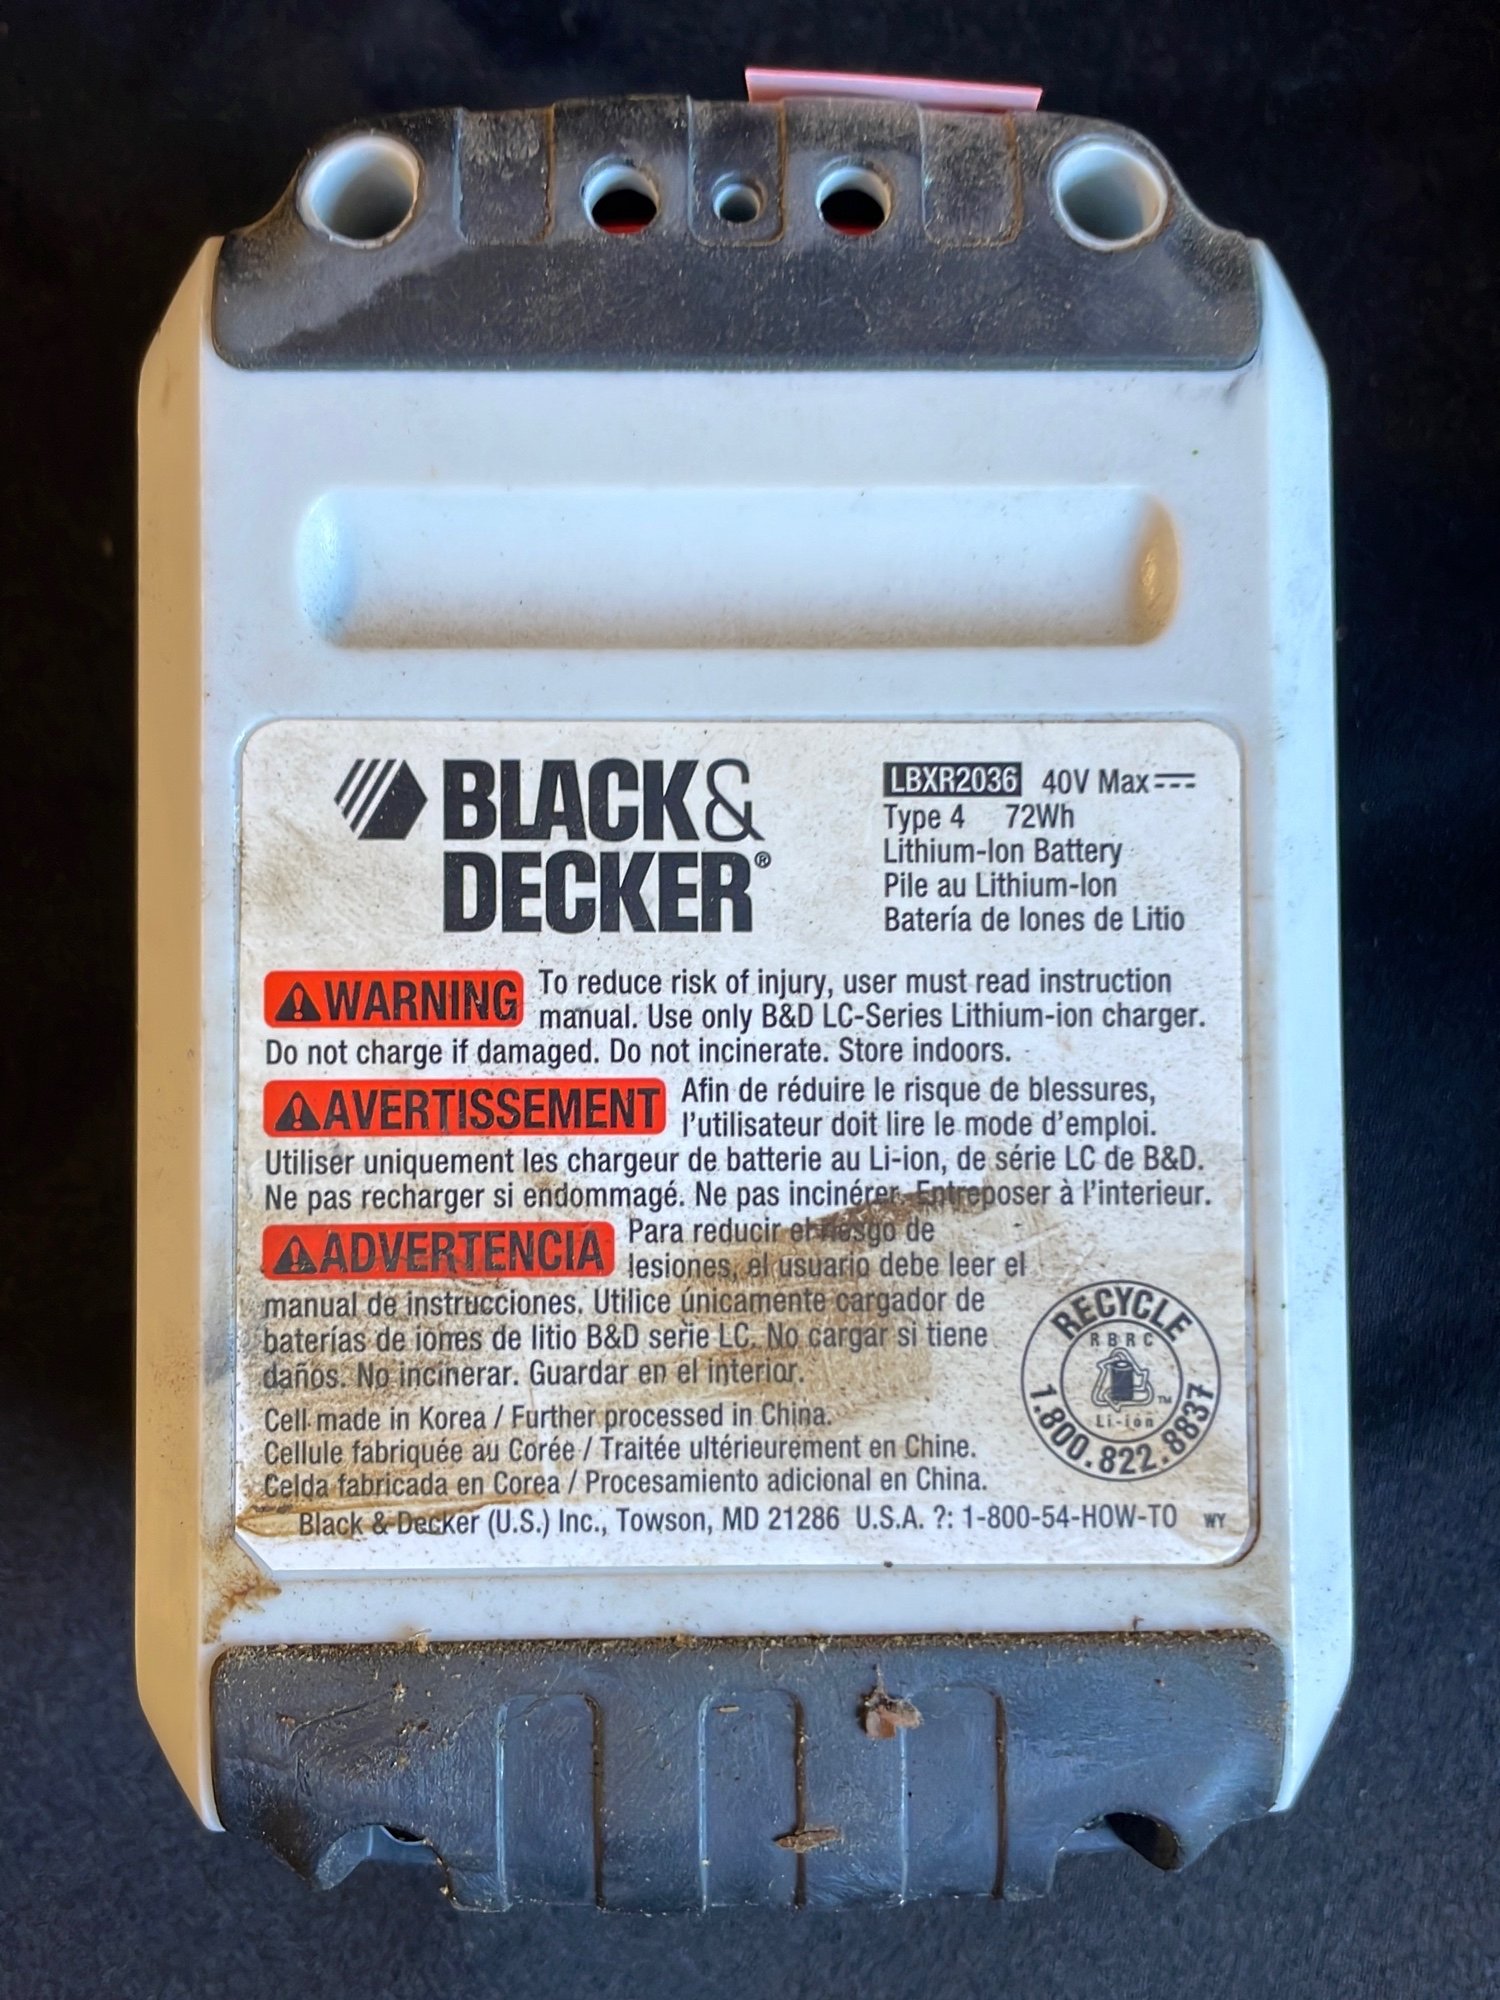 BLACK&
DECKER®
LBXR2036 40V Max
Type 4 72Wh
Lithium-Ion Battery
Pile au Lithium-Ion
Batería de Iones de Litio
WARNING To reduce risk of injury, user must read instruction
manual. Use only B&D LC-Series Lithium-ion charger.
Do not charge if damaged. Do not incinerate. Store indoors.
AVERTISSEMENT Afin de réduire le risque de blessures,
l'utilisateur doit lire le mode d'emploi.
Utiliser uniquement les chargeur de batterie au Li-ion, de série LC de B&D.
Ne pas recharger si endommagé. Ne pas incinérer. Entreposer à l'interieur.
ADVERTENCIA Para reducir el riesgo de
lesiones, el usuario debe leer el
manual de instrucciones. Utilice únicamente cargador de
baterías de iones de litio B&D serie LC. No cargar si tiene
daños. No incinerar. Guardar en el interior.
RECYCLE
RBRC
Li-ion
TM
1.800.822.8837
Cell made in Korea / Further processed in China.
Cellule fabriquée au Corée / Traitée ultérieurement en Chine.
Celda fabricada en Corea / Procesamiento adicional en China.
Black & Decker (U.S.) Inc., Towson, MD 21286 U.S.A. ?: 1-800-54-HOW-TO WY